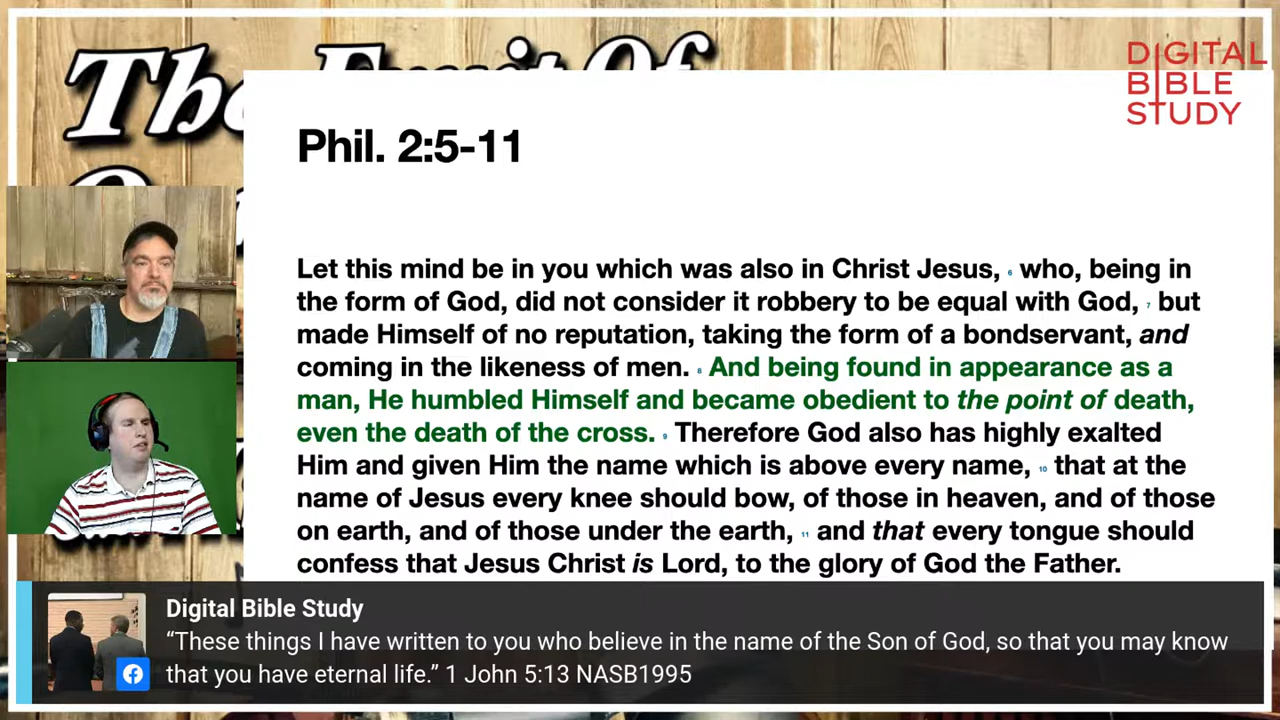 The Fruit Of
DIGITAL
BIBLE
STUDY
Phil. 2:5-11
Let this mind be in you which was also in Christ Jesus, 6 who, being in
the form of God, did not consider it robbery to be equal with God, 7 but
made Himself of no reputation, taking the form of a bondservant, and
coming in the likeness of men. 8 And being found in appearance as a
man, He humbled Himself and became obedient to the point of death,
even the death of the cross. 9 Therefore God also has highly exalted
Him and given Him the name which is above every name, 10 that at the
name of Jesus every knee should bow, of those in heaven, and of those
on earth, and of those under the earth, 11 and that every tongue should
confess that Jesus Christ is Lord, to the glory of God the Father.
Digital Bible Study
“These things I have written to you who believe in the name of the Son of God, so that you may know
that you have eternal life.” 1 John 5:13 NASB1995